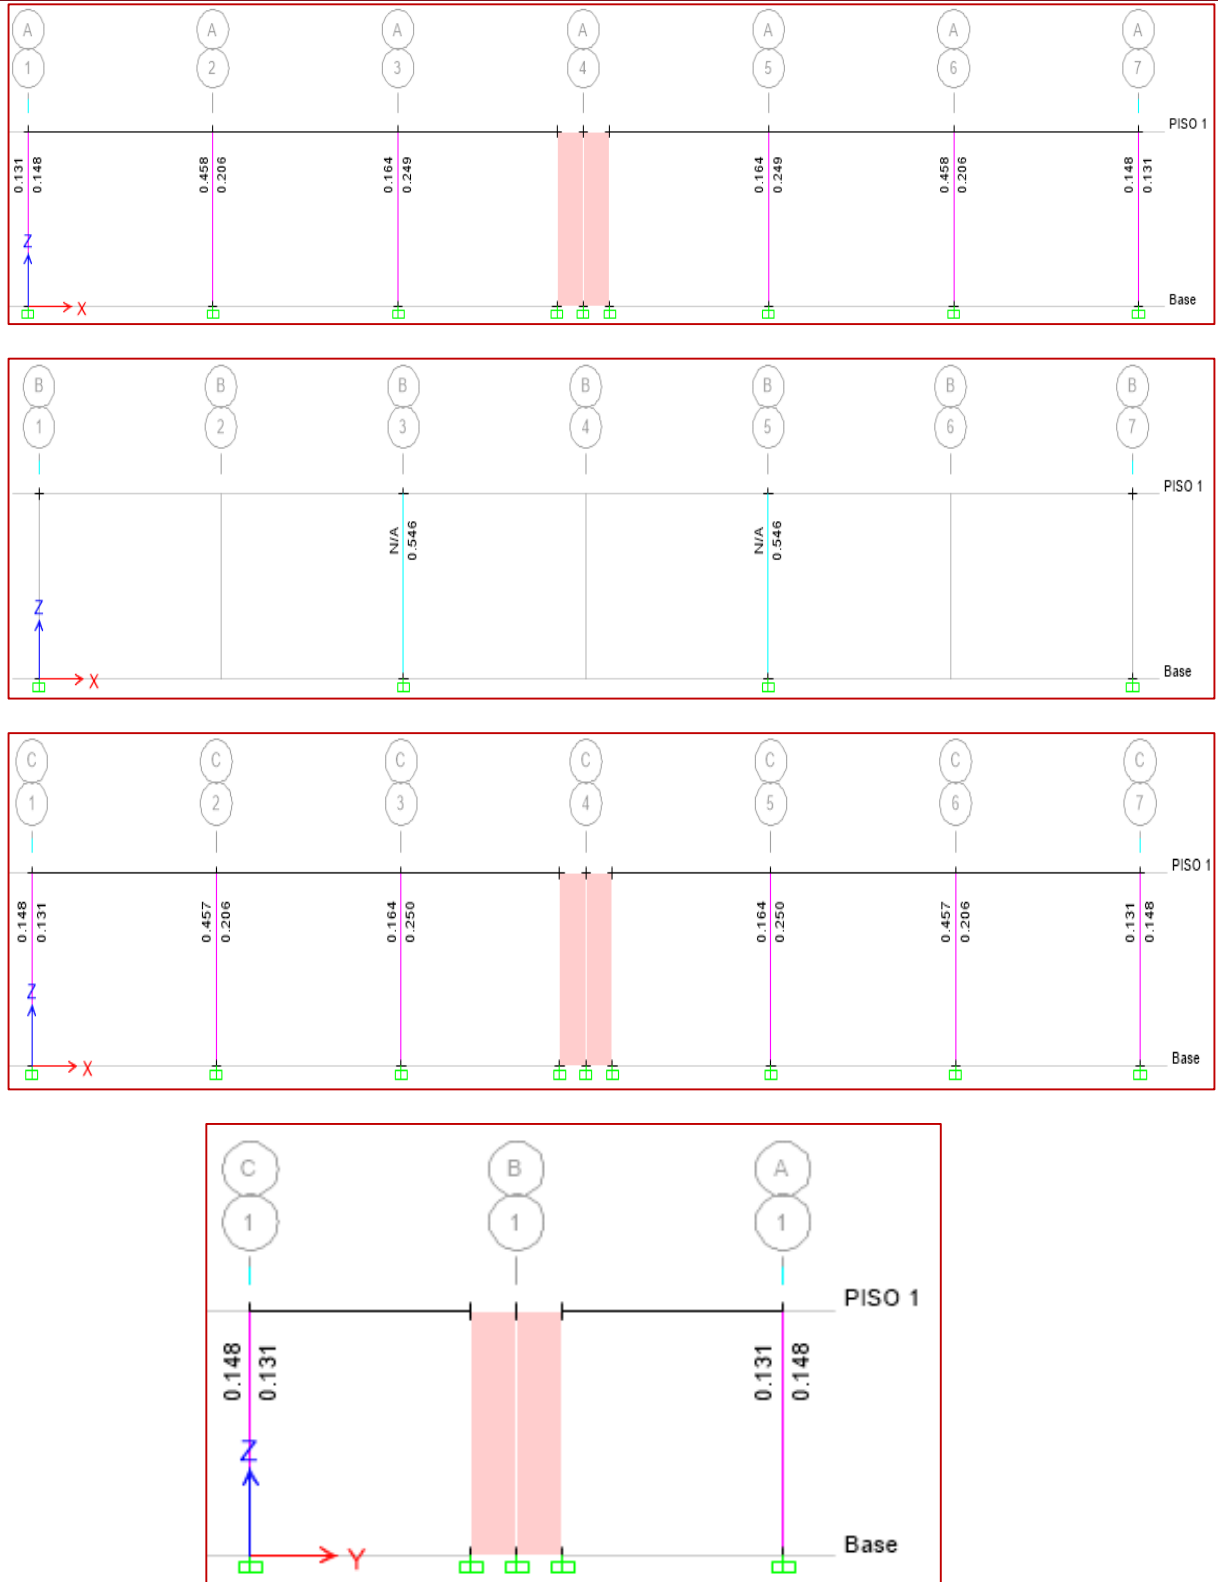 A A A A A A A
1 2 3 4 5 6 7
PISO 1
0.131 0.148 0.458 0.206 0.164 0.249 0.164 0.249 0.458 0.206 0.148 0.131
Z
X
Base
B B B B B B B
1 2 3 4 5 6 7
PISO 1
N/A 0.546 N/A 0.546
Z
X
Base
C C C C C C C
1 2 3 4 5 6 7
PISO 1
0.148 0.131 0.457 0.206 0.164 0.250 0.164 0.250 0.457 0.206 0.131 0.148
Z
X
Base
C B A
1 1 1
PISO 1
0.148 0.131 0.131 0.148
Z
Y
Base